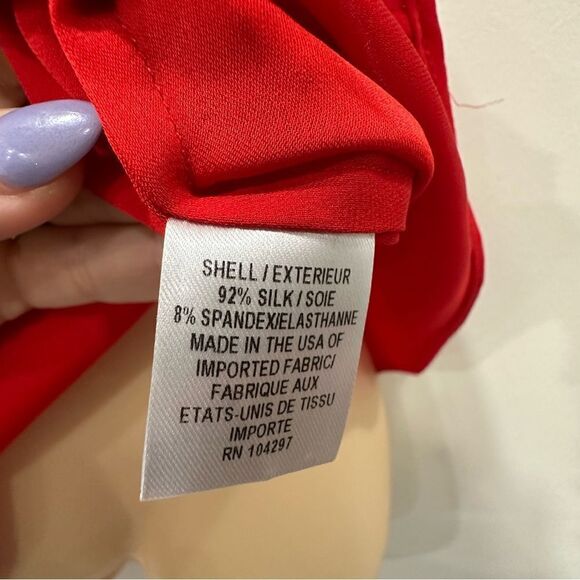 SHELL / EXTERIEUR
92% SILK / SOIE
8% SPANDEX/ELASTHANNE
MADE IN THE USA OF
IMPORTED FABRIC/
FABRIQUE AUX
ETATS-UNIS DE TISSU
IMPORTE
RN 104297